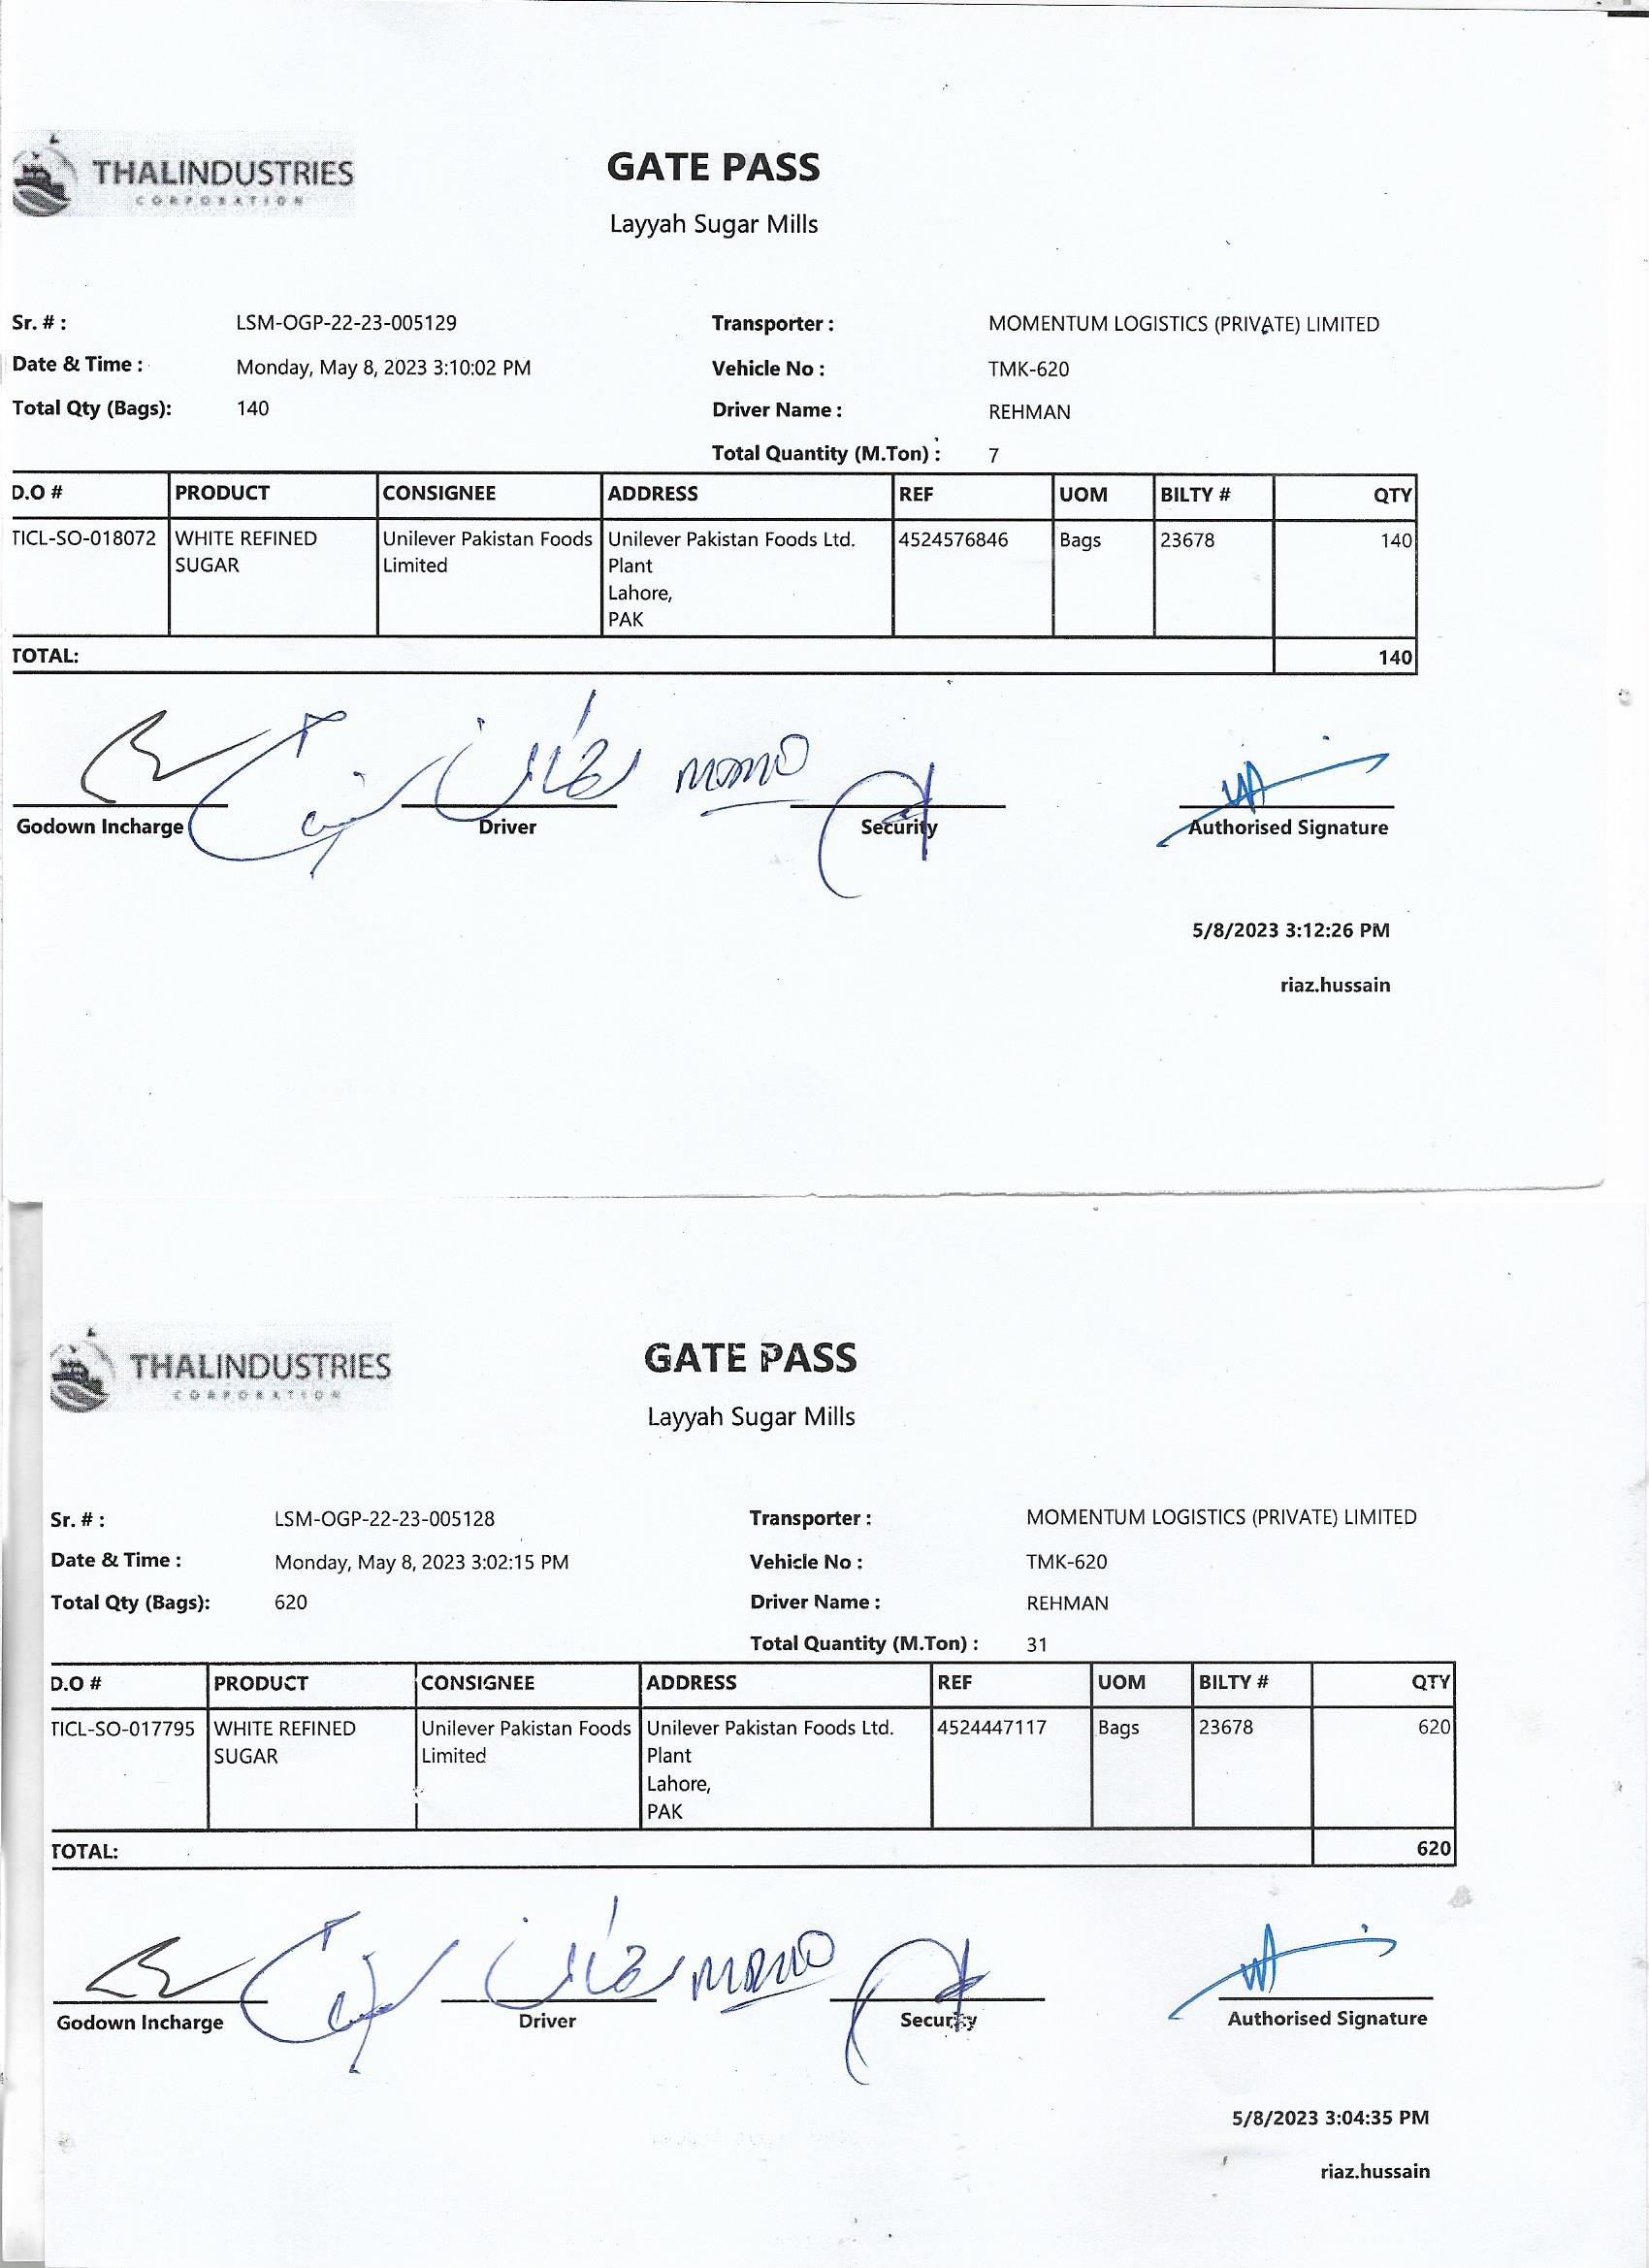 THALINDUSTRIES
CORPORATION
GATE PASS
Layyah Sugar Mills
Sr. # : LSM-OGP-22-23-005129 Transporter : MOMENTUM LOGISTICS (PRIVATE) LIMITED
Date & Time : Monday, May 8, 2023 3:10:02 PM Vehicle No : TMK-620
Total Qty (Bags): 140 Driver Name : REHMAN
Total Quantity (M.Ton) : 7
D.O # PRODUCT CONSIGNEE ADDRESS REF UOM BILTY # QTY
TICL-SO-018072 WHITE REFINED Unilever Pakistan Foods Unilever Pakistan Foods Ltd. 4524576846 Bags 23678 140
SUGAR Limited Plant
Lahore,
PAK
TOTAL: 140
Godown Incharge Driver Security Authorised Signature
5/8/2023 3:12:26 PM
riaz.hussain
THALINDUSTRIES
CORPORATION
GATE PASS
Layyah Sugar Mills
Sr. # : LSM-OGP-22-23-005128 Transporter : MOMENTUM LOGISTICS (PRIVATE) LIMITED
Date & Time : Monday, May 8, 2023 3:02:15 PM Vehicle No : TMK-620
Total Qty (Bags): 620 Driver Name : REHMAN
Total Quantity (M.Ton) : 31
D.O # PRODUCT CONSIGNEE ADDRESS REF UOM BILTY # QTY
TICL-SO-017795 WHITE REFINED Unilever Pakistan Foods Unilever Pakistan Foods Ltd. 4524447117 Bags 23678 620
SUGAR Limited Plant
Lahore,
PAK
TOTAL: 620
Godown Incharge Driver Security Authorised Signature
5/8/2023 3:04:35 PM
riaz.hussain